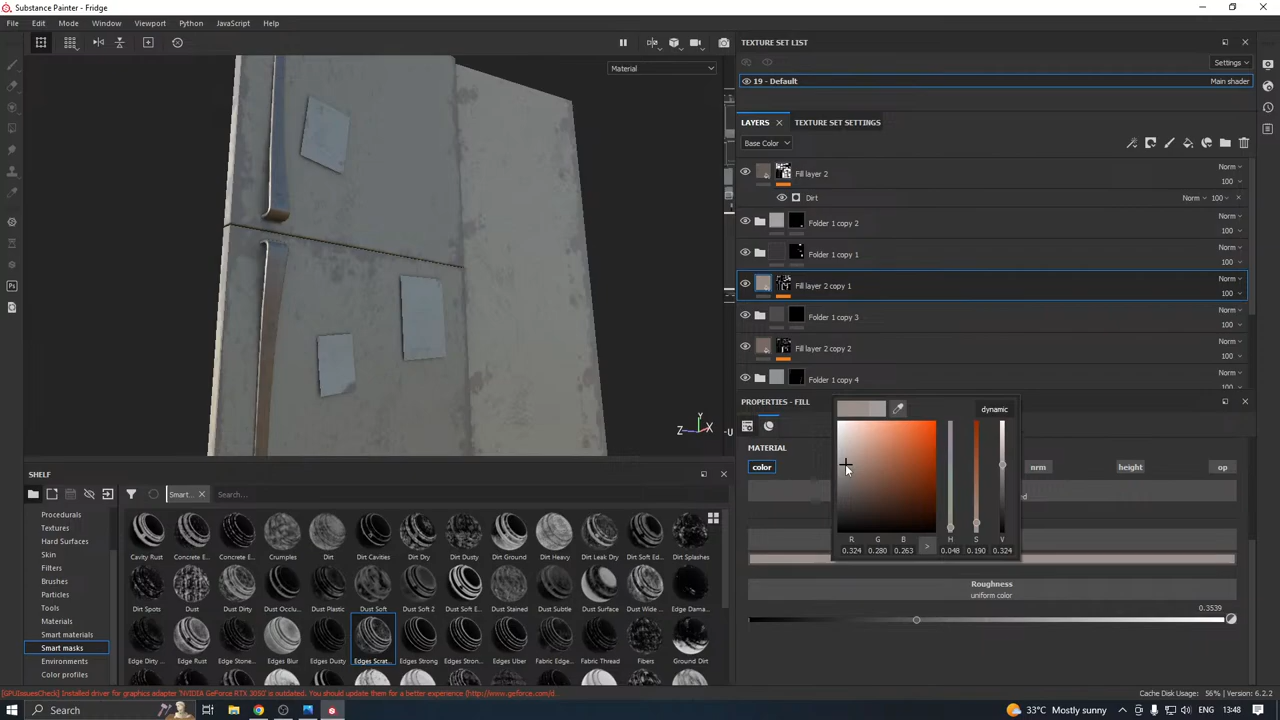 Substance Painter - Fridge
File Edit Mode Window Viewport Python JavaScript Help
Material
TEXTURE SET LIST
Settings
19 - Default Main shader
LAYERS TEXTURE SET SETTINGS
Base Color
Fill layer 2 Norm 100
Dirt Norm 100
Folder 1 copy 2 Norm 100
Folder 1 copy 1 Norm 100
Fill layer 2 copy 1 Norm 100
Folder 1 copy 3 Norm 100
Fill layer 2 copy 2 Norm 100
Folder 1 copy 4 Norm
Y
Z X
PROPERTIES - FILL
dynamic
MATERIAL
color nrm height op
R G B H S V
0.324 0.280 0.263 > 0.048 0.190 0.324
Roughness
uniform color
0.3539
SHELF
Smart... Search...
Procedurals
Textures
Hard Surfaces
Skin
Filters
Brushes
Particles
Tools
Materials
Smart materials
Smart masks
Environments
Color profiles
Cavity Rust Concrete E... Concrete E... Crumples Dirt Dirt Cavities Dirt Dry Dirt Dusty Dirt Ground Dirt Heavy Dirt Leak Dry Dirt Soft Ed... Dirt Splashes
Dirt Spots Dust Dust Dirty Dust Occlu... Dust Plastic Dust Soft Dust Soft 2 Dust Soft E... Dust Stained Dust Subtle Dust Surface Dust Wide ... Edge Dama...
Edge Dirty ... Edge Rust Edge Stone... Edges Blur Edges Dusty Edges Scrat... Edges Strong Edges Stron... Edges Uber Fabric Edge... Fabric Thread Fibers Ground Dirt
[GPUIssuesCheck] Installed driver for graphics adapter 'NVIDIA GeForce RTX 3050' is outdated. You should update them for a better experience (http://www.geforce.com/d
Cache Disk Usage: 56% | Version: 6.2.2
Search
33°C Mostly sunny ENG 13:48